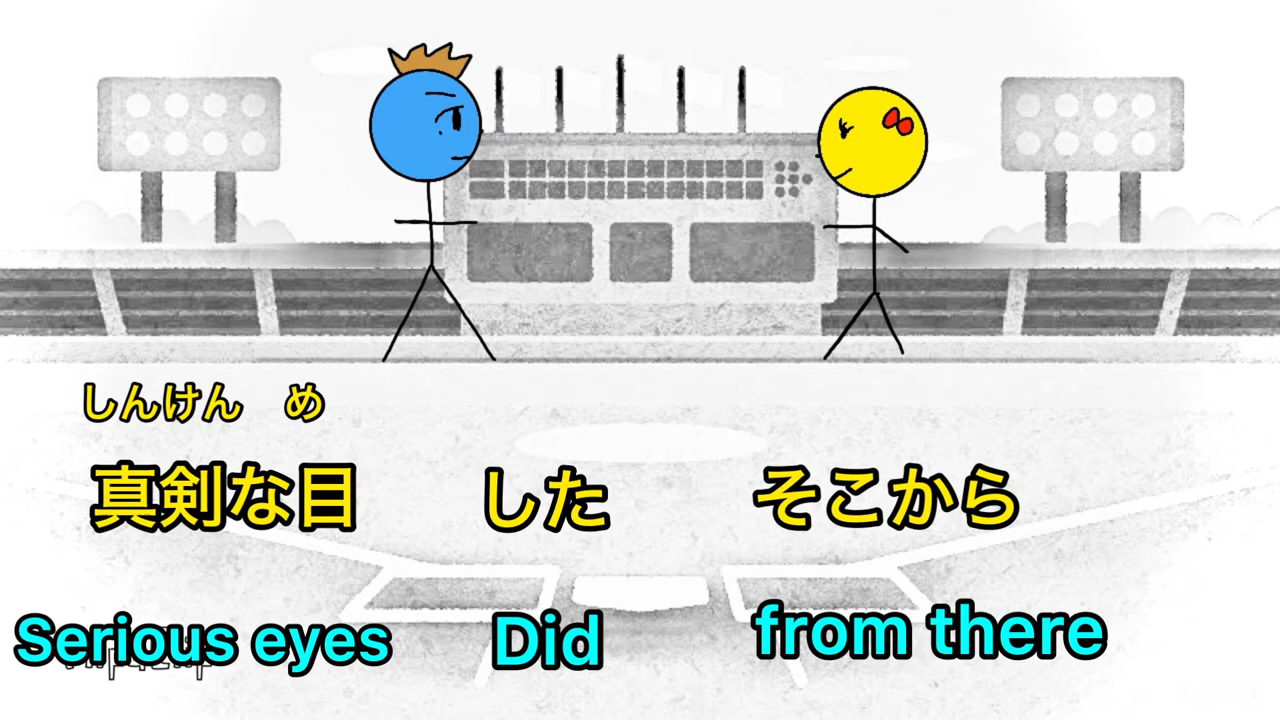 しんけん　め
真剣な目 した そこから
Serious eyes Did from there